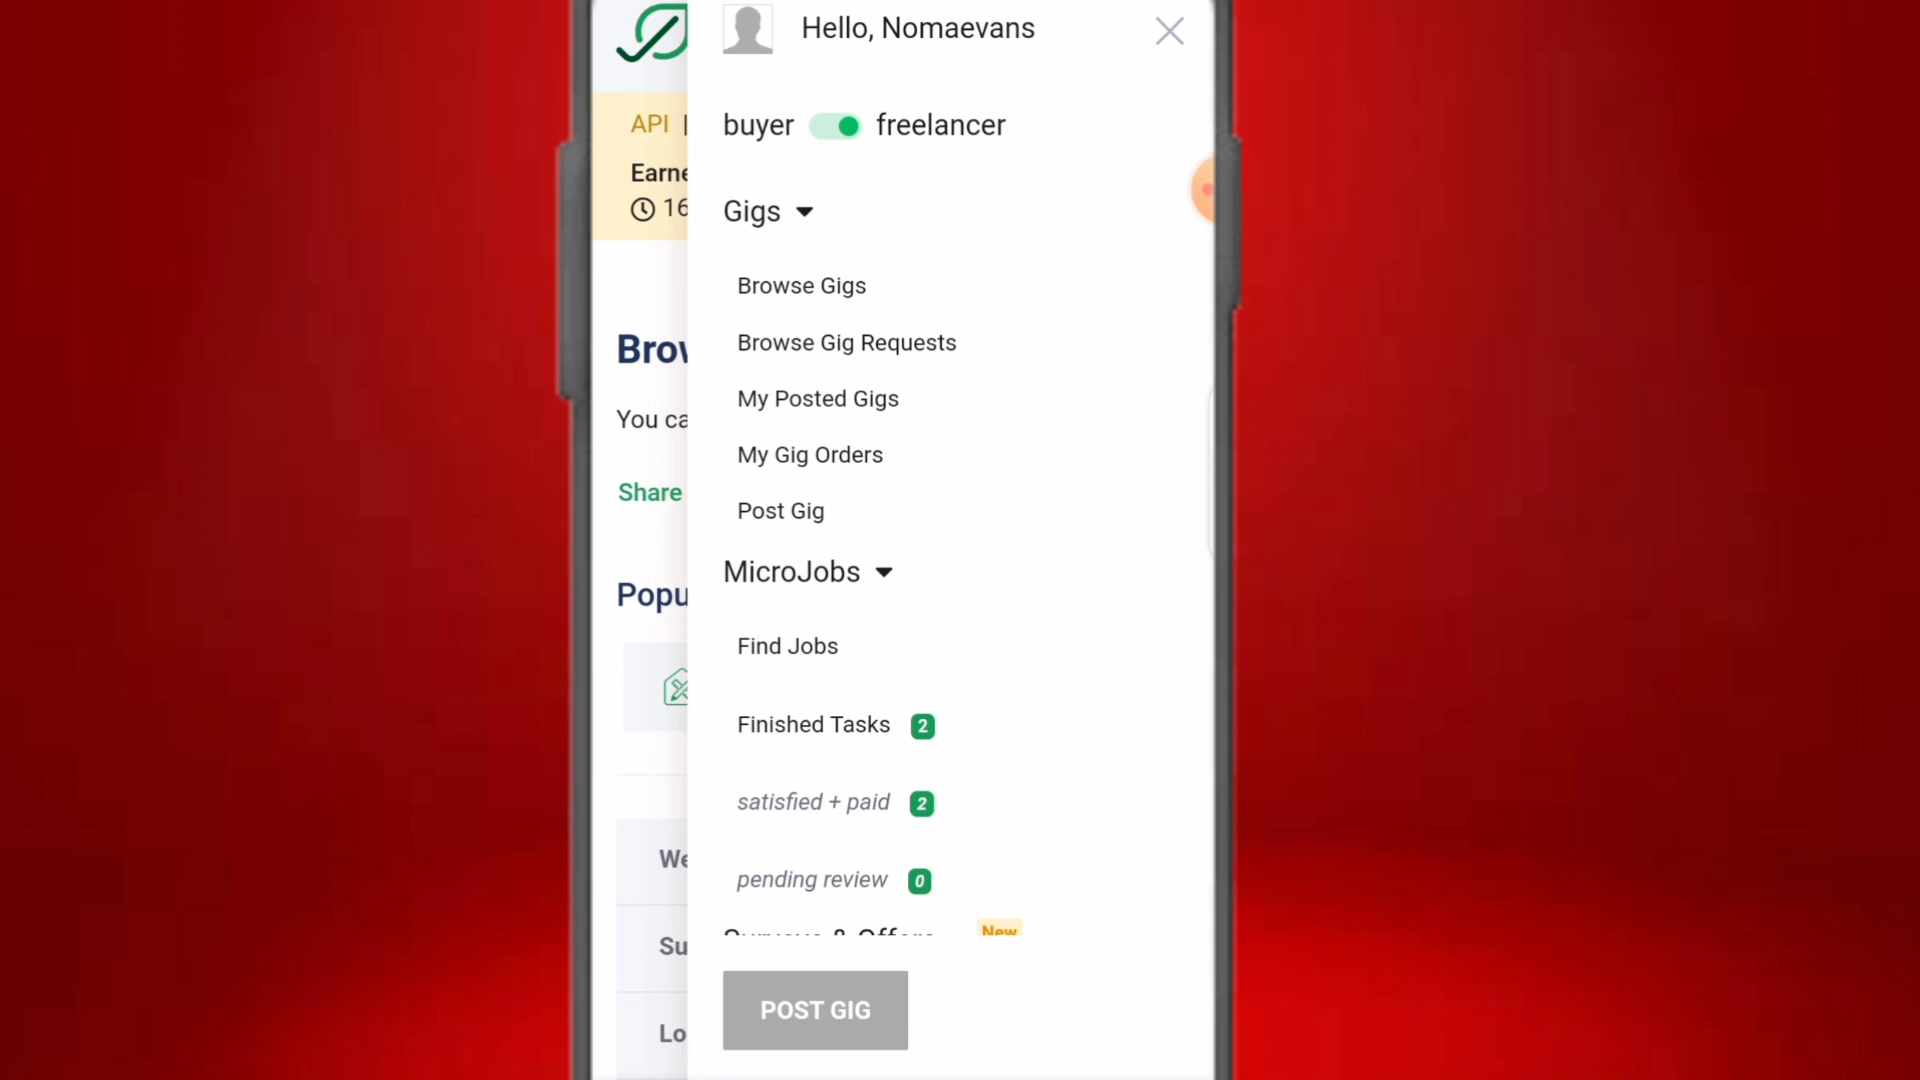 Hello, Nomaevans
buyer freelancer
API
Earne
16
Gigs
Browse Gigs
Browse Gig Requests
Brow
My Posted Gigs
You ca
My Gig Orders
Share
Post Gig
MicroJobs
Popu
Find Jobs
Finished Tasks 2
satisfied + paid 2
We
pending review 0
Surveys & Offers New
Su
POST GIG
Lo